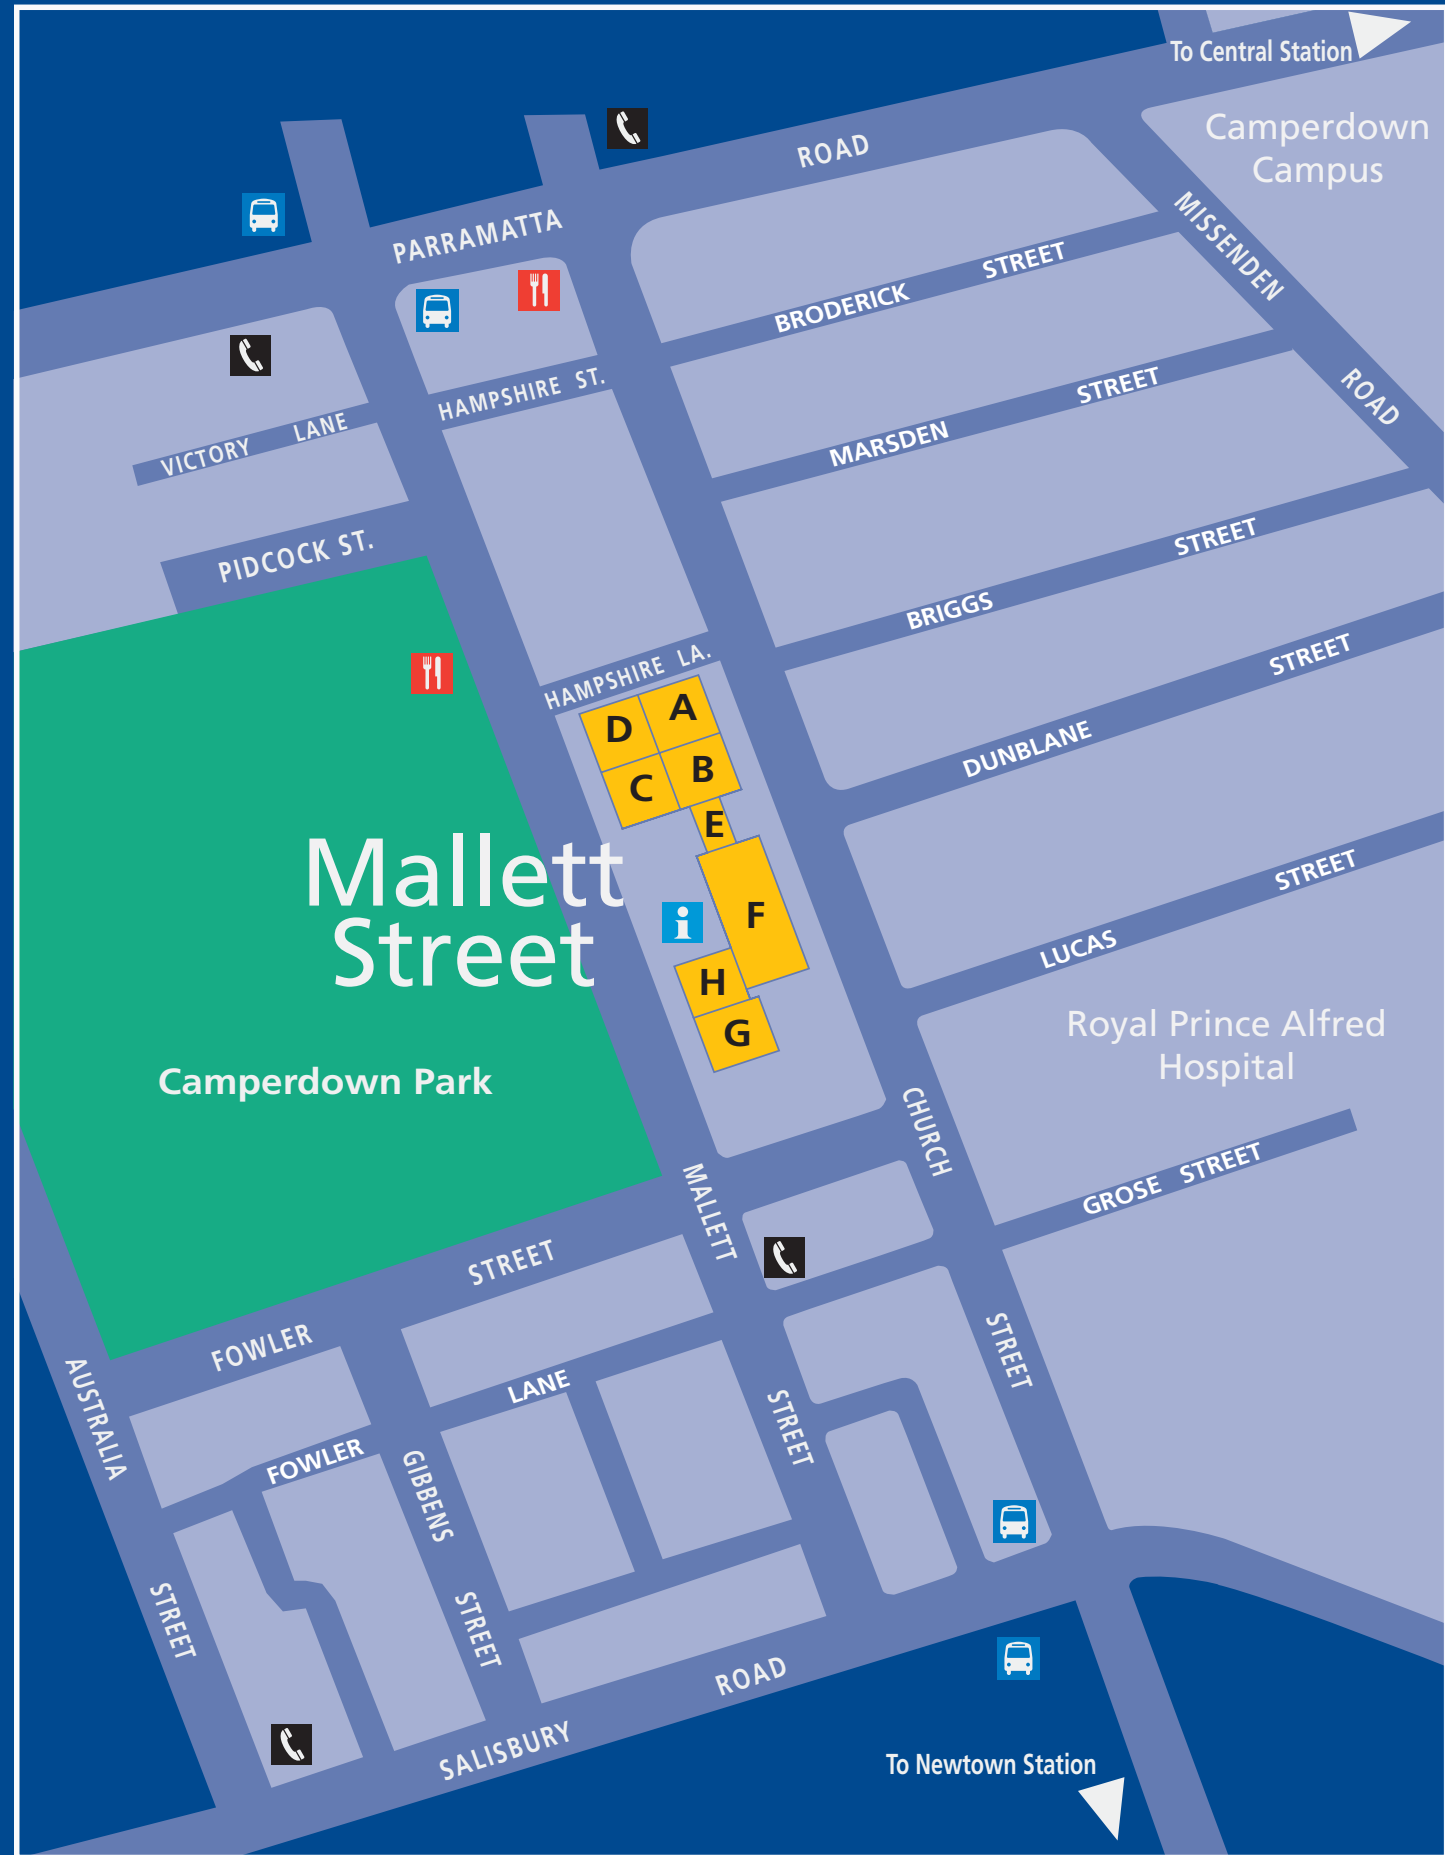 To Central Station
Camperdown
Campus
PARRAMATTA ROAD
MISSENDEN ROAD
BRODERICK STREET
HAMPSHIRE ST.
VICTORY LANE
MARSDEN STREET
PIDCOCK ST.
BRIGGS STREET
HAMPSHIRE LA.
DUNBLANE STREET
D
A
C
B
E
F
H
G
Mallett
Street
LUCAS STREET
Royal Prince Alfred
Hospital
Camperdown Park
CHURCH STREET
GROSE STREET
MALLETT STREET
FOWLER STREET
FOWLER LANE
AUSTRALIA STREET
GIBBENS STREET
SALISBURY ROAD
To Newtown Station